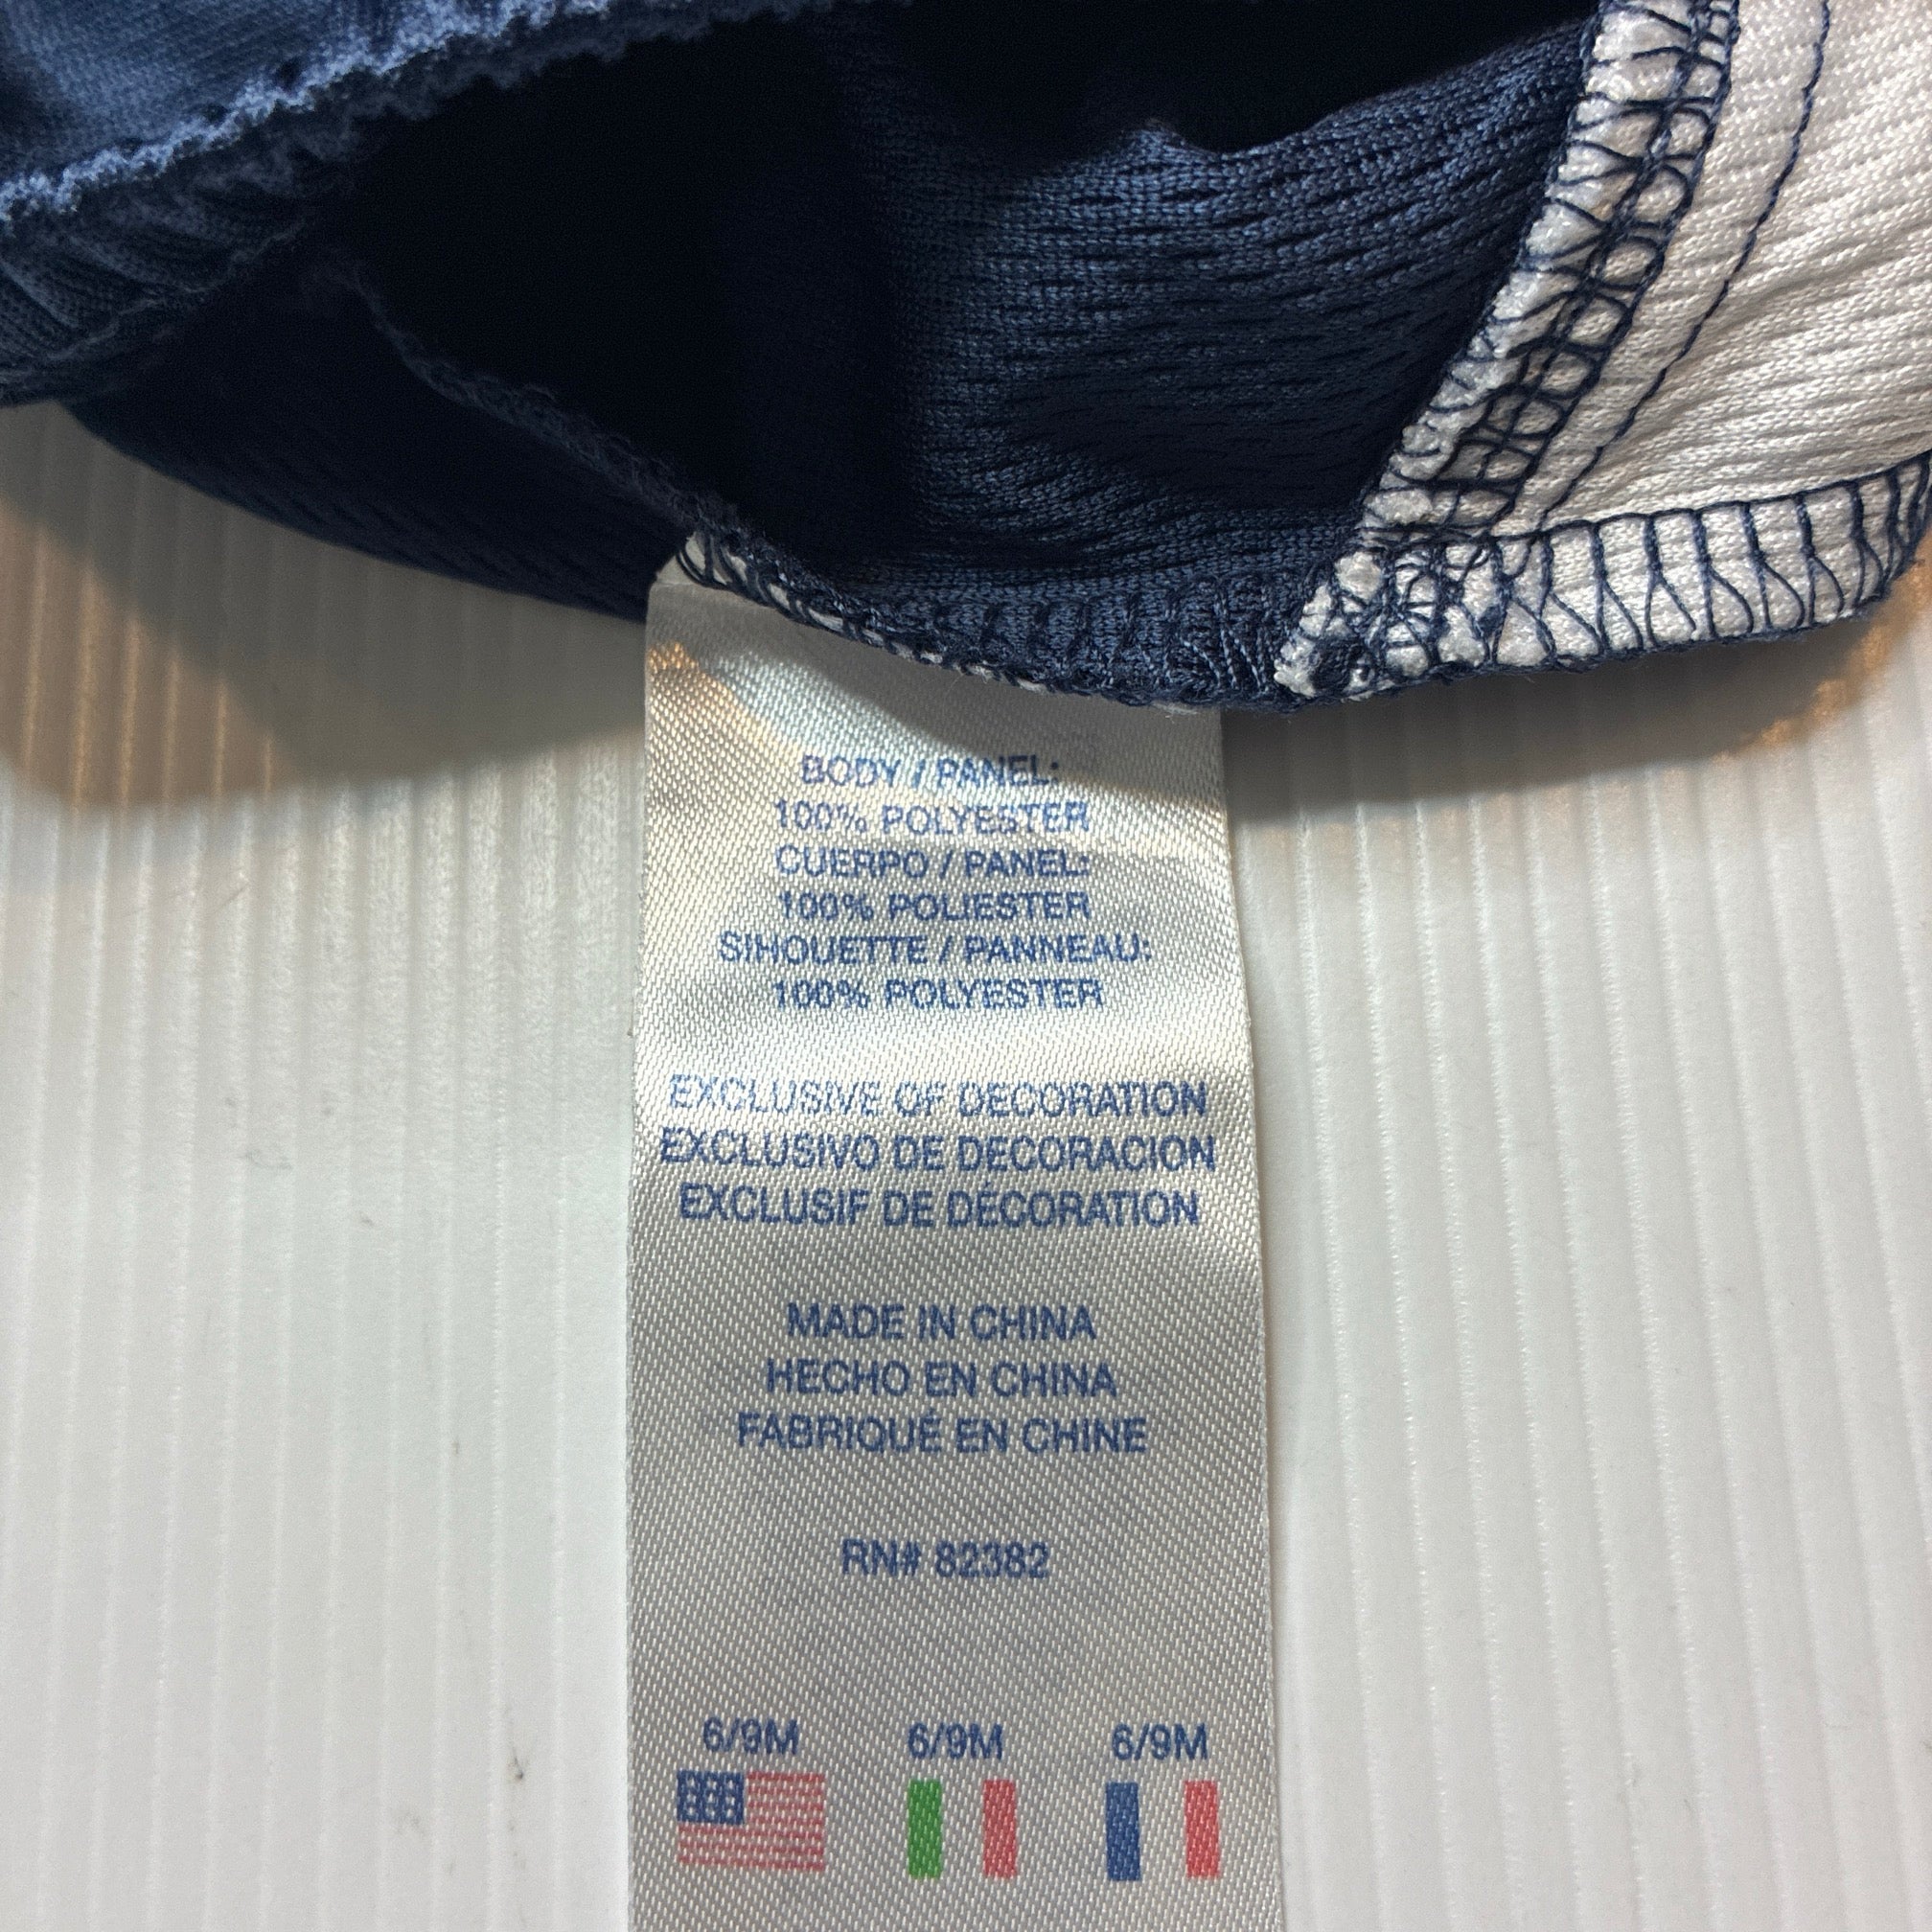 BODY / PANEL:
100% POLYESTER
CUERPO / PANEL:
100% POLIESTER
SIHOUETTE / PANNEAU:
100% POLYESTER
EXCLUSIVE OF DECORATION
EXCLUSIVO DE DECORACION
EXCLUSIF DE DÉCORATION
MADE IN CHINA
HECHO EN CHINA
FABRIQUÉ EN CHINE
RN# 82382
6/9M 6/9M 6/9M